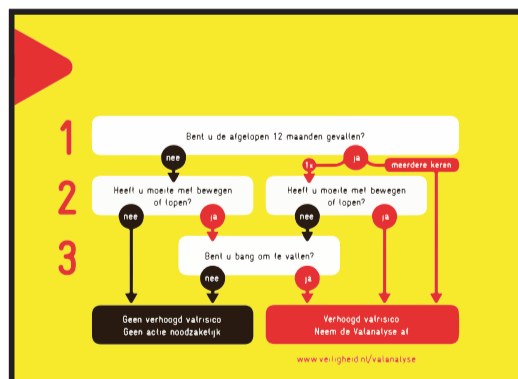 1
Bent u de afgelopen 12 maanden gevallen?
nee
1x
ja
meerdere keren
2
Heeft u moeite met bewegen
of lopen?
Heeft u moeite met bewegen
of lopen?
nee
ja
nee
ja
3
Bent u bang om te vallen?
nee
ja
Geen verhoogd valrisico
Geen actie noodzakelijk
Verhoogd valrisico
Neem de Valanalyse af
www.veiligheid.nl/valanalyse